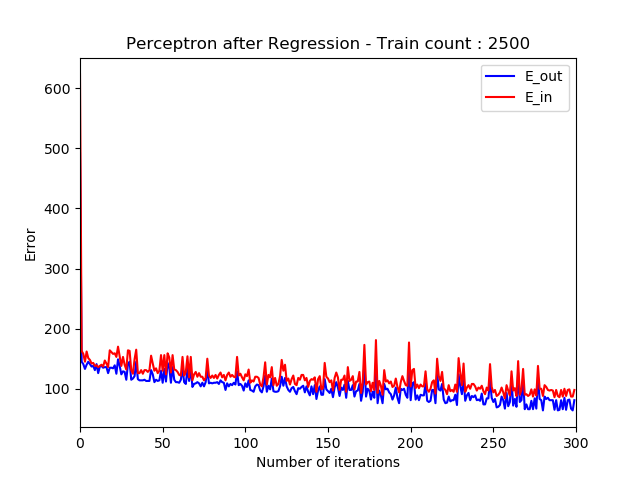 Perceptron after Regression - Train count : 2500
E_out
E_in
Error
600
500
400
300
200
100
0
50
100
150
200
250
300
Number of iterations